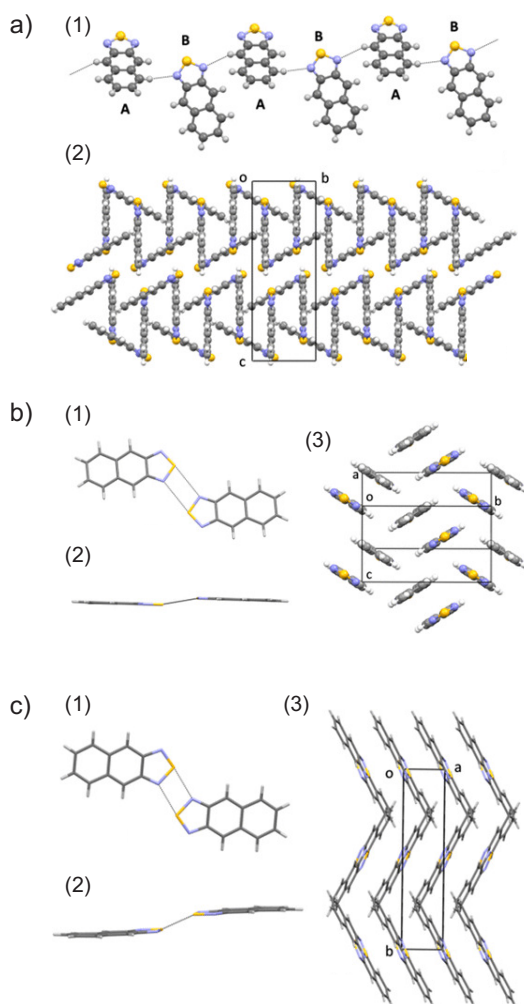 a) (1)
B B B
A A A
(2)
o b
c
b) (1) (3)
a
o b
(2)
c
c) (1) (3)
o a
(2)
b